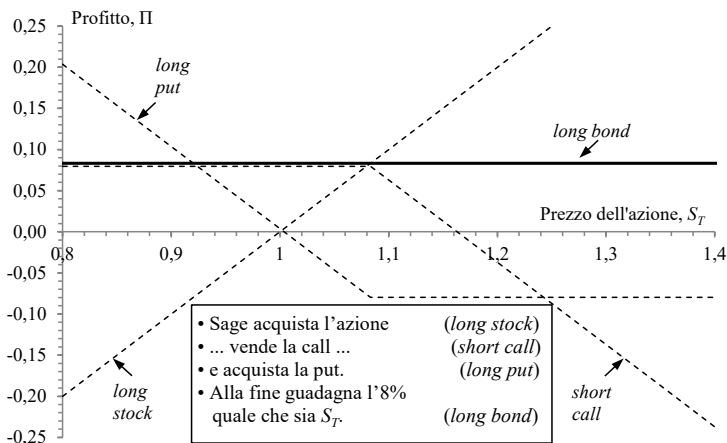 Profitto, Π
0,25
0,20
0,15
0,10
0,05
0,00
-0,05
-0,10
-0,15
-0,20
-0,25
long
put
long bond
Prezzo dell'azione, S_T
0,8
0,9
1
1,1
1,2
1,3
1,4
long
stock
• Sage acquista l’azione (long stock)
• ... vende la call ... (short call)
• e acquista la put. (long put)
• Alla fine guadagna l’8%
quale che sia S_T. (long bond)
short
call